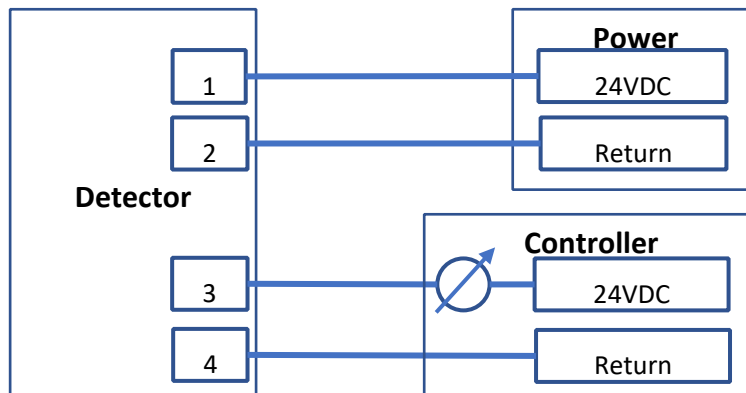 Power
1
24VDC
2
Return
Detector
Controller
3
24VDC
4
Return